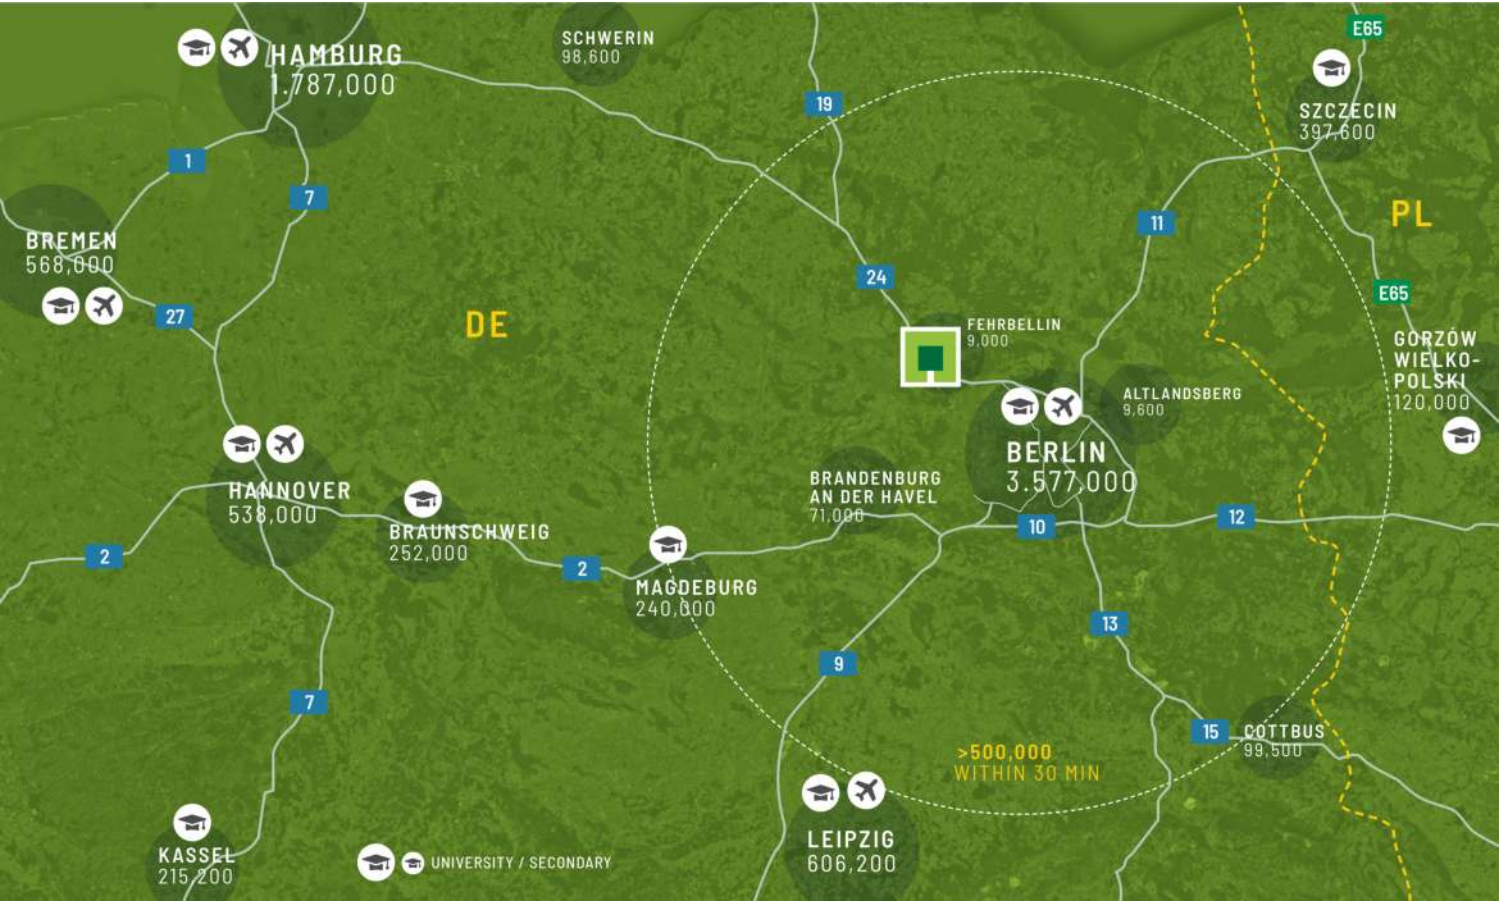 E65
SCHWERIN
98,600
HAMBURG
1.787,000
19
SZCZECIN
397,600
1
7
11
PL
BREMEN
568,000
24
E65
27
DE
FEHRBELLIN
9,000
GORZÓW
WIELKO-
POLSKI
120,000
ALTLANDSBERG
9,600
BERLIN
3.577,000
HANNOVER
538,000
BRANDENBURG
AN DER HAVEL
71,000
BRAUNSCHWEIG
252,000
10
12
2
2
MAGDEBURG
240,000
13
9
7
15
COTTBUS
99,500
>500,000
WITHIN 30 MIN
LEIPZIG
606,200
KASSEL
215,200
UNIVERSITY / SECONDARY